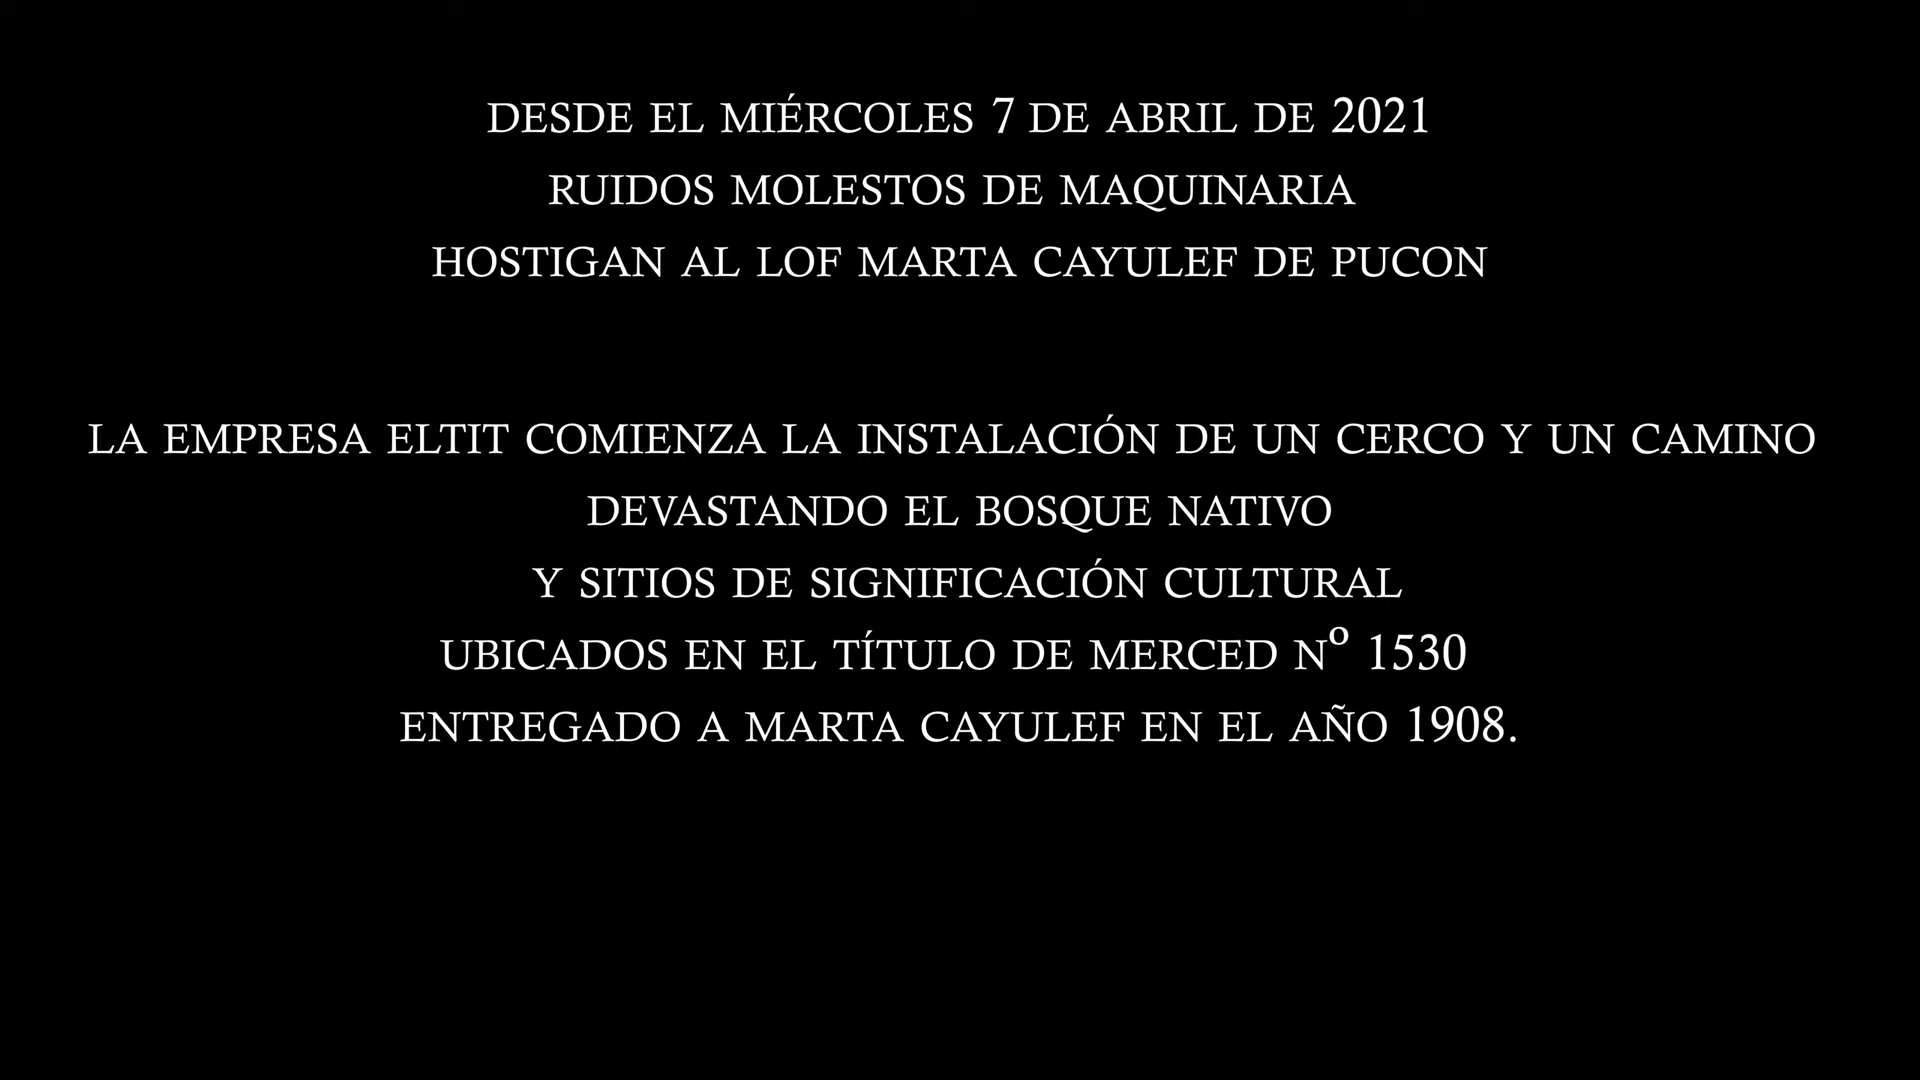 DESDE EL MIÉRCOLES 7 DE ABRIL DE 2021
RUIDOS MOLESTOS DE MAQUINARIA
HOSTIGAN AL LOF MARTA CAYULEF DE PUCON
LA EMPRESA ELTIT COMIENZA LA INSTALACIÓN DE UN CERCO Y UN CAMINO
DEVASTANDO EL BOSQUE NATIVO
Y SITIOS DE SIGNIFICACIÓN CULTURAL
UBICADOS EN EL TÍTULO DE MERCED Nº 1530
ENTREGADO A MARTA CAYULEF EN EL AÑO 1908.